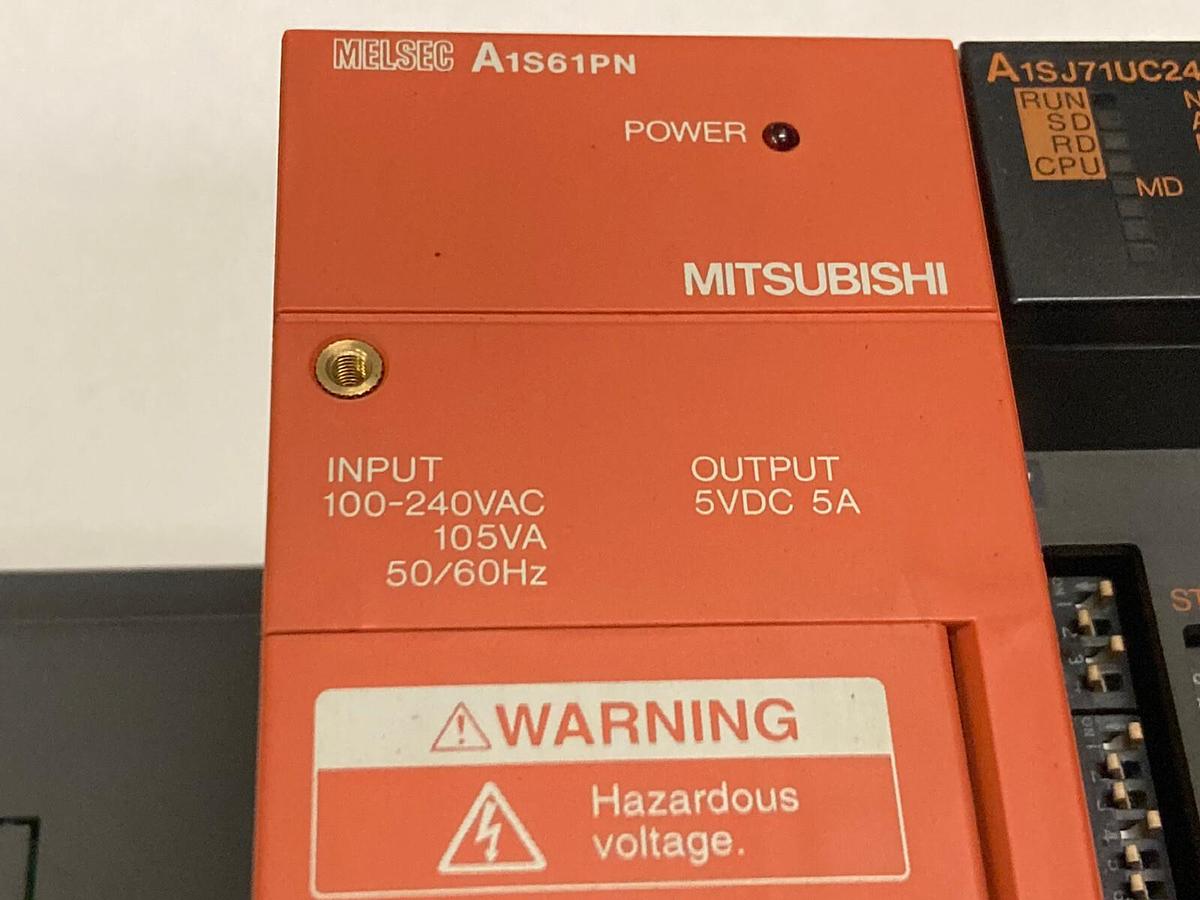 MELSEC A1S61PN
POWER
MITSUBISHI
INPUT
100-240VAC
105VA
50/60Hz
OUTPUT
5VDC 5A
WARNING
Hazardous
voltage.
A1SJ71UC24
RUN
SD
RD
CPU
MD
ST